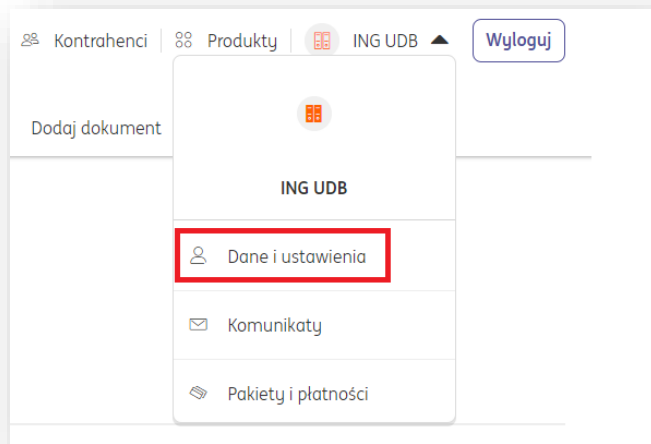 Kontrahenci Produkty ING UDB Wyloguj
Dodaj dokument
ING UDB
Dane i ustawienia
Komunikaty
Pakiety i płatności